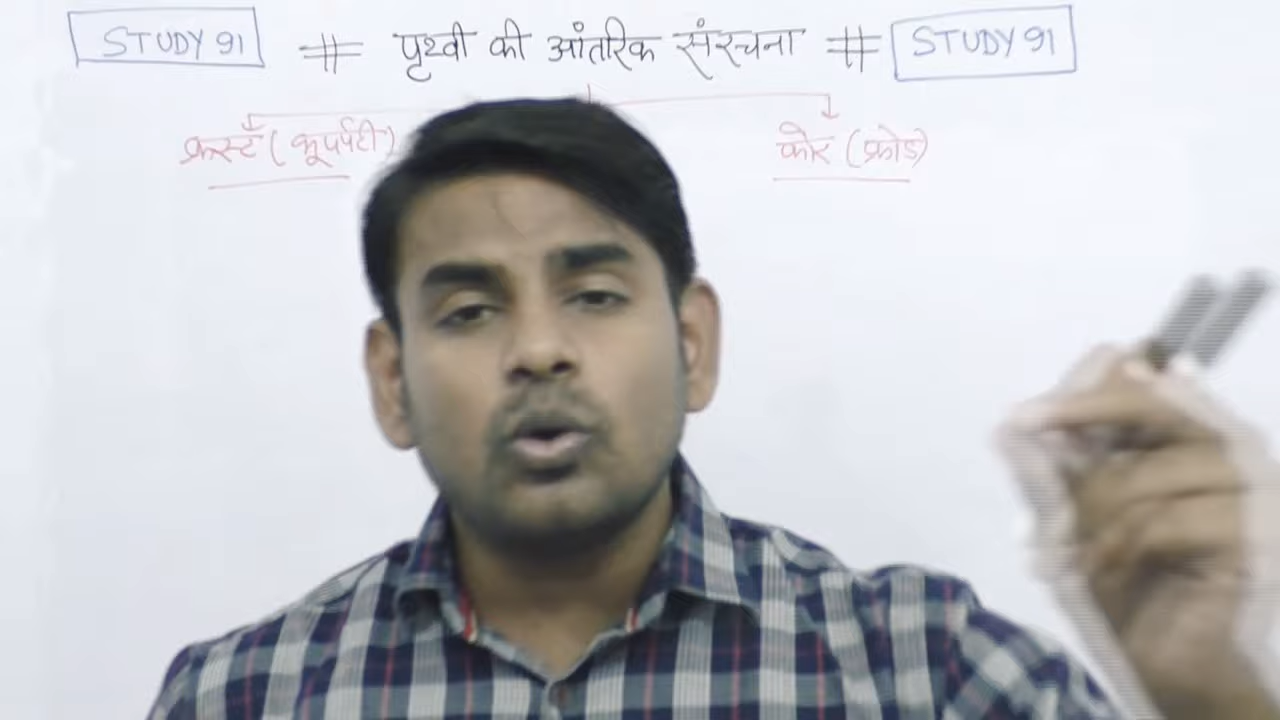 STUDY 91 # पृथ्वी की आंतरिक संरचना # STUDY 91
क्रस्ट (भूपर्पटी) कोर (क्रोड)